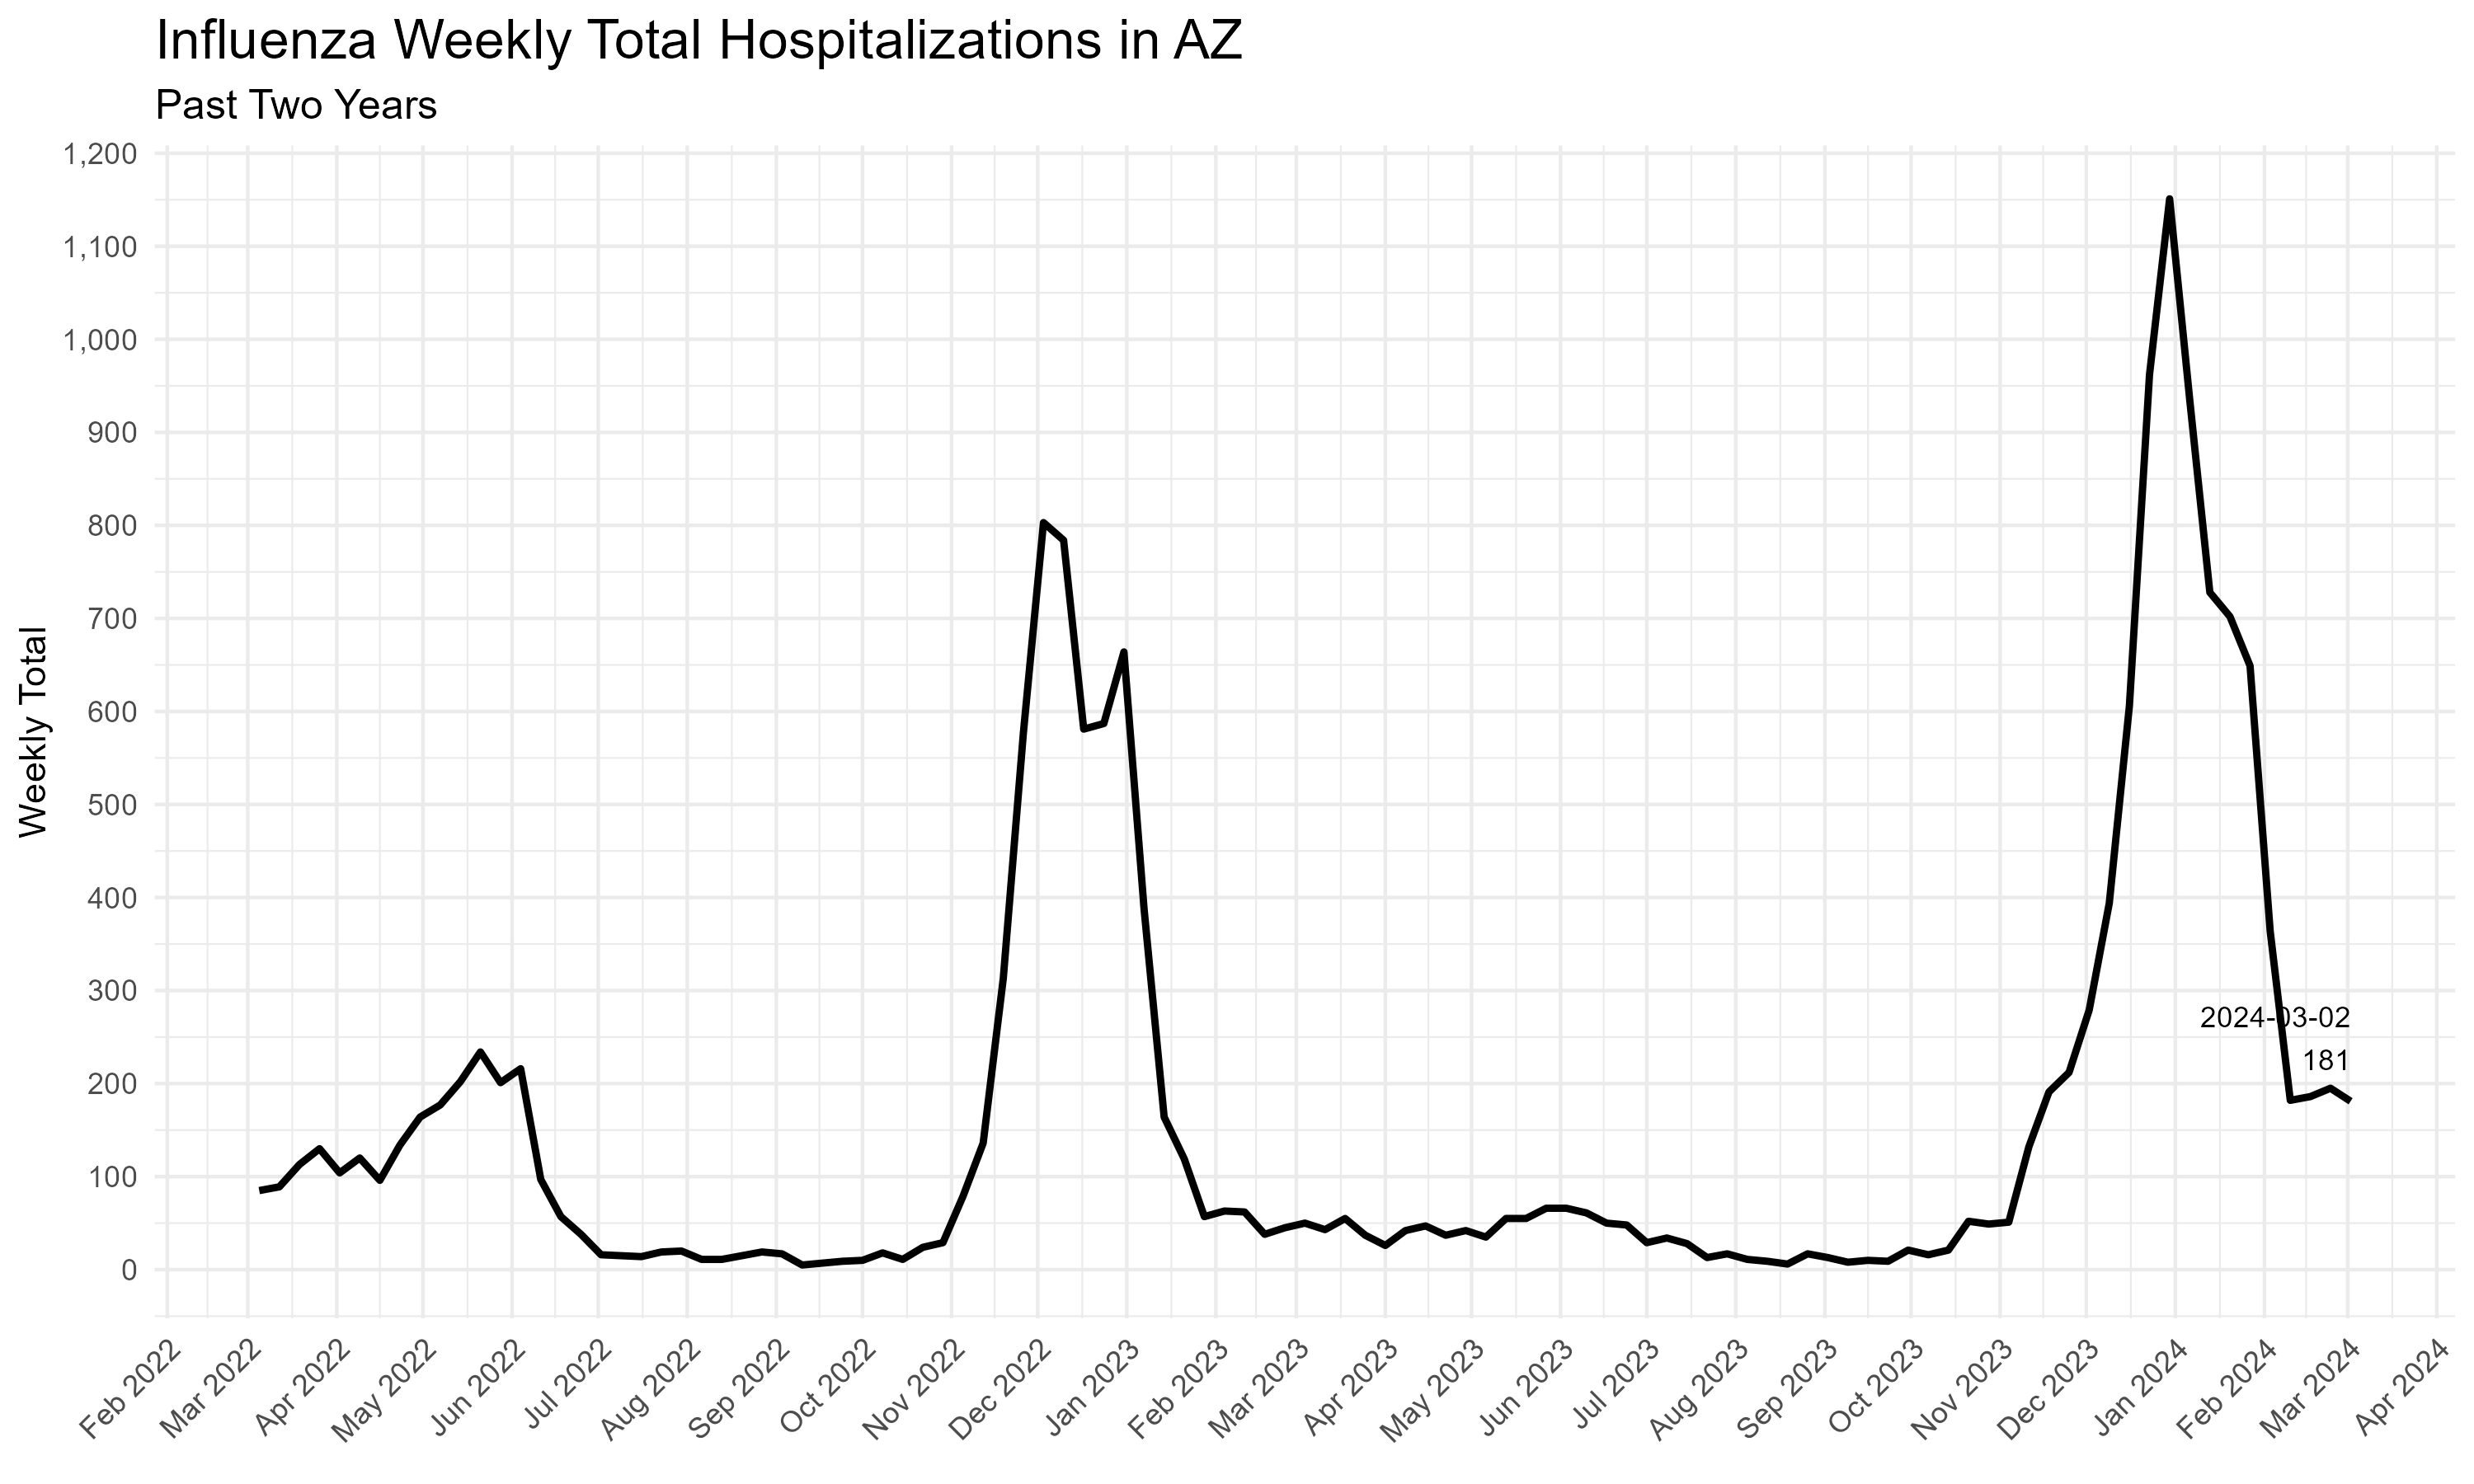 Influenza Weekly Total Hospitalizations in AZ
Past Two Years
1,200
1,100
1,000
900
800
700
600
500
400
300
200
100
0
Weekly Total
2024-03-02
181
Feb 2022
Mar 2022
Apr 2022
May 2022
Jun 2022
Jul 2022
Aug 2022
Sep 2022
Oct 2022
Nov 2022
Dec 2022
Jan 2023
Feb 2023
Mar 2023
Apr 2023
May 2023
Jun 2023
Jul 2023
Aug 2023
Sep 2023
Oct 2023
Nov 2023
Dec 2023
Jan 2024
Feb 2024
Mar 2024
Apr 2024